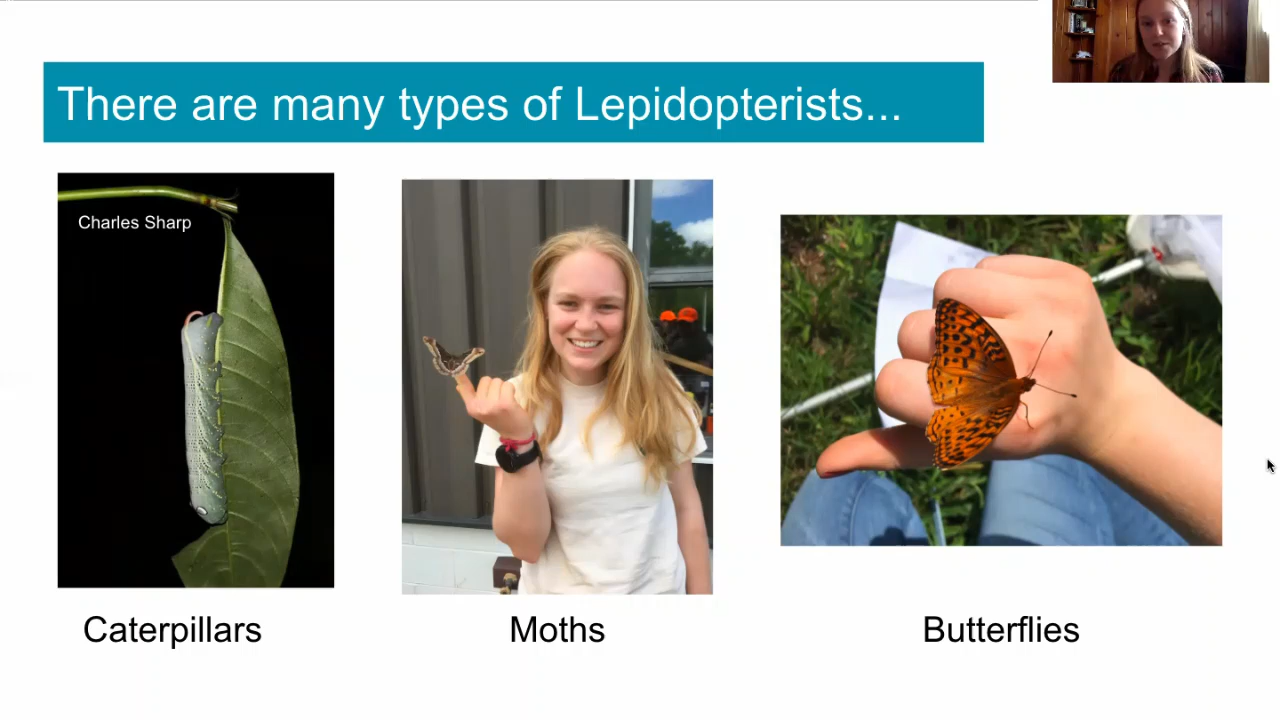 There are many types of Lepidopterists...
Charles Sharp
Caterpillars
Moths
Butterflies